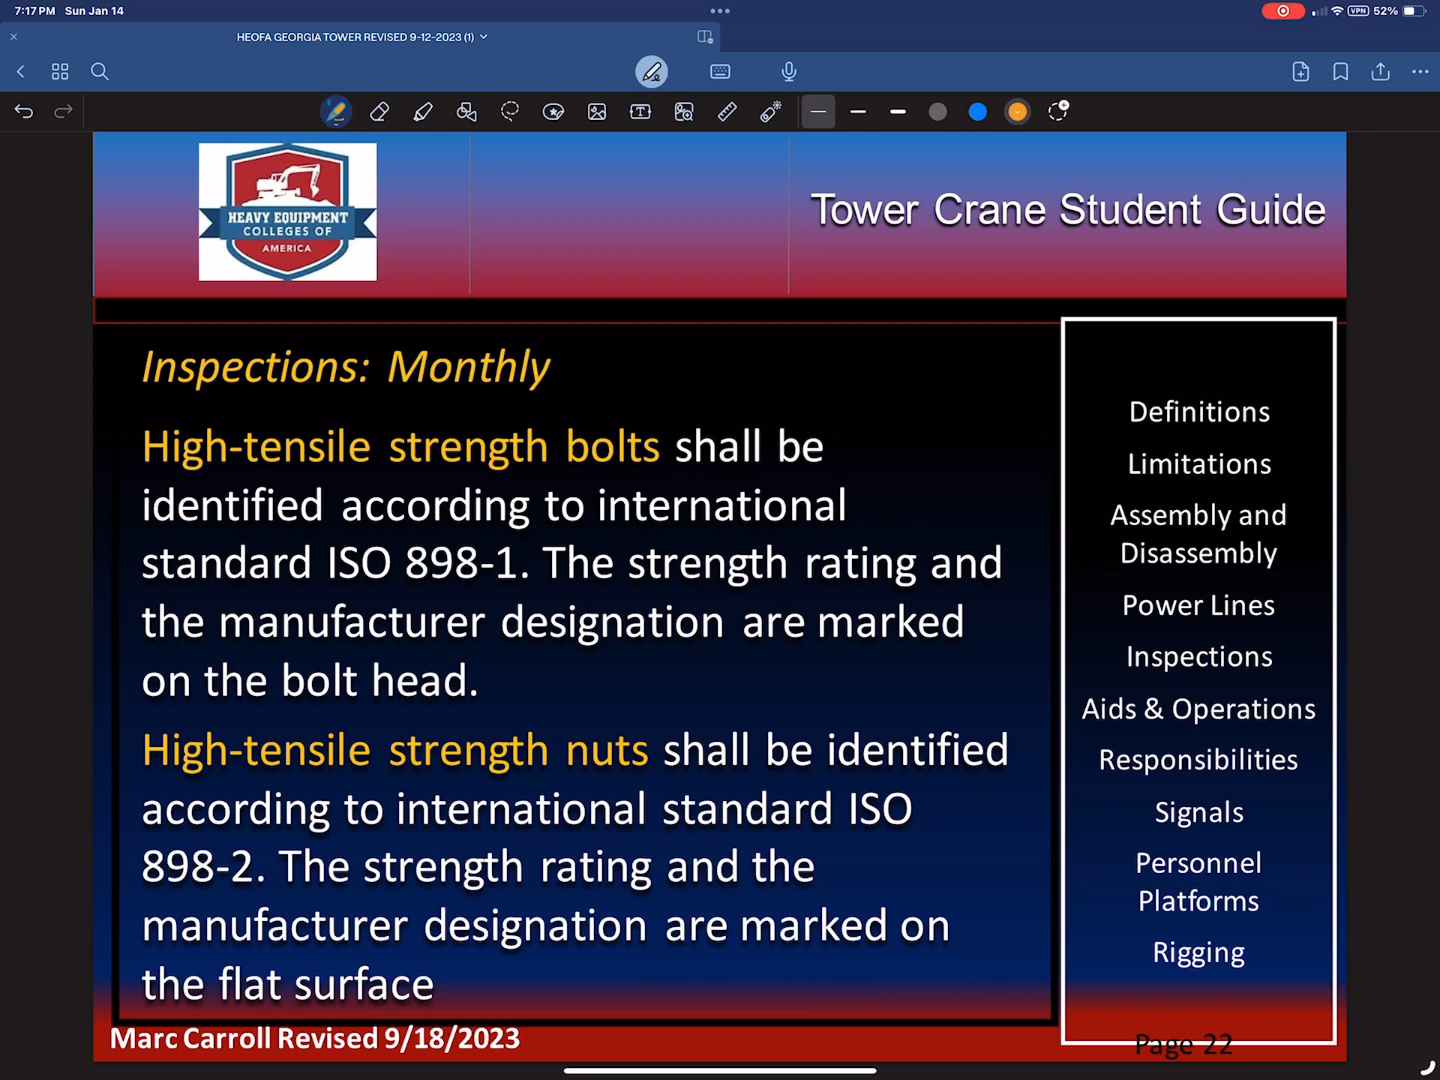 7:17 PM Sun Jan 14
VPN 52%
HEOFA GEORGIA TOWER REVISED 9-12-2023 (1)
HEAVY EQUIPMENT
COLLEGES OF
AMERICA
Tower Crane Student Guide
Inspections: Monthly
High-tensile strength bolts shall be
identified according to international
standard ISO 898-1. The strength rating and
the manufacturer designation are marked
on the bolt head.
High-tensile strength nuts shall be identified
according to international standard ISO
898-2. The strength rating and the
manufacturer designation are marked on
the flat surface
Definitions
Limitations
Assembly and
Disassembly
Power Lines
Inspections
Aids & Operations
Responsibilities
Signals
Personnel
Platforms
Rigging
Marc Carroll Revised 9/18/2023
Page 22